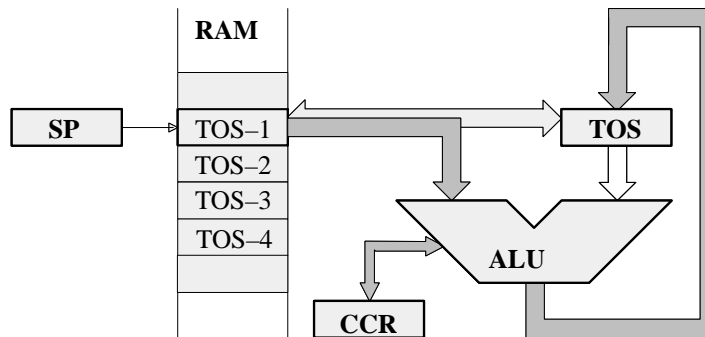 RAM
SP
TOS–1
TOS
TOS–2
TOS–3
TOS–4
ALU
CCR